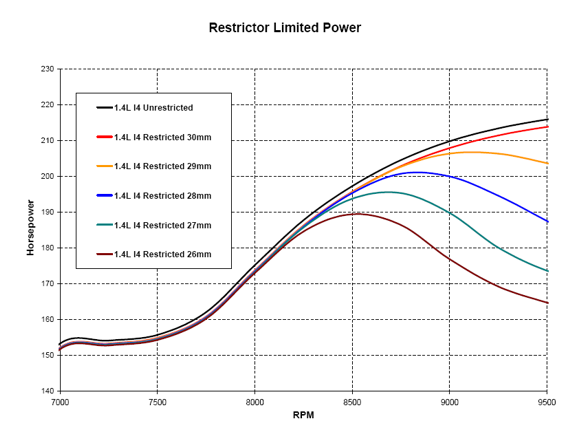 Restrictor Limited Power
230
220
210
200
190
180
170
160
150
140
Horsepower
1.4L I4 Unrestricted
1.4L I4 Restricted 30mm
1.4L I4 Restricted 29mm
1.4L I4 Restricted 28mm
1.4L I4 Restricted 27mm
1.4L I4 Restricted 26mm
7000 7500 8000 8500 9000 9500
RPM